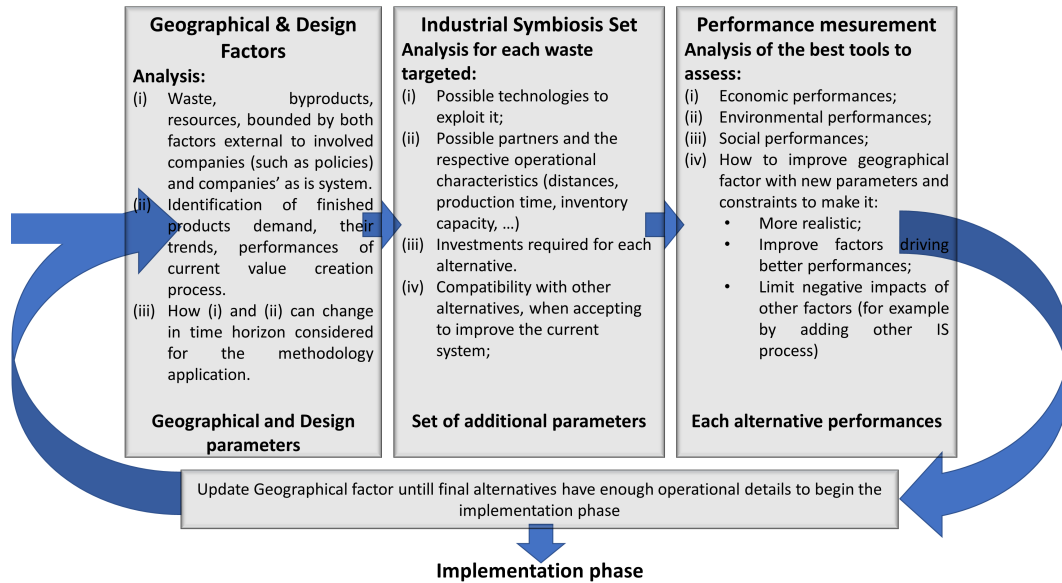 Geographical & Design
Factors
Analysis:
(i) Waste, byproducts,
resources, bounded by both
factors external to involved
companies (such as policies)
and companies' as is system.
(ii) Identification of finished
products demand, their
trends, performances of
current value creation
process.
(iii) How (i) and (ii) can change
in time horizon considered
for the methodology
application.
Geographical and Design
parameters
Industrial Symbiosis Set
Analysis for each waste
targeted:
(i) Possible technologies to
exploit it;
(ii) Possible partners and the
respective operational
characteristics (distances,
production time, inventory
capacity, ...)
(iii) Investments required for each
alternative.
(iv) Compatibility with other
alternatives, when accepting
to improve the current
system;
Set of additional parameters
Performance mesurement
Analysis of the best tools to
assess:
(i) Economic performances;
(ii) Environmental performances;
(iii) Social performances;
(iv) How to improve geographical
factor with new parameters and
constraints to make it:
• More realistic;
• Improve factors driving
better performances;
• Limit negative impacts of
other factors (for example
by adding other IS
process)
Each alternative performances
Update Geographical factor untill final alternatives have enough operational details to begin the
implementation phase
Implementation phase